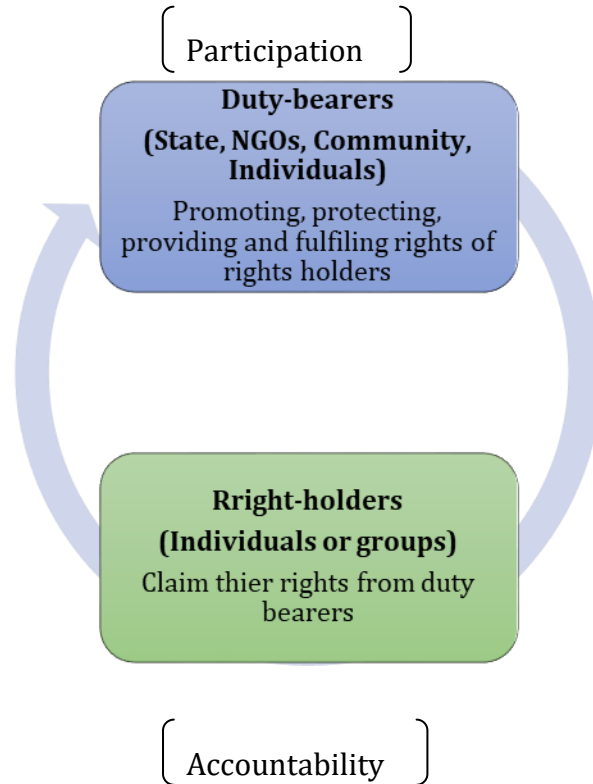 Participation
Duty-bearers
(State, NGOs, Community,
Individuals)
Promoting, protecting,
providing and fulfiling rights of
rights holders
Rright-holders
(Individuals or groups)
Claim thier rights from duty
bearers
Accountability